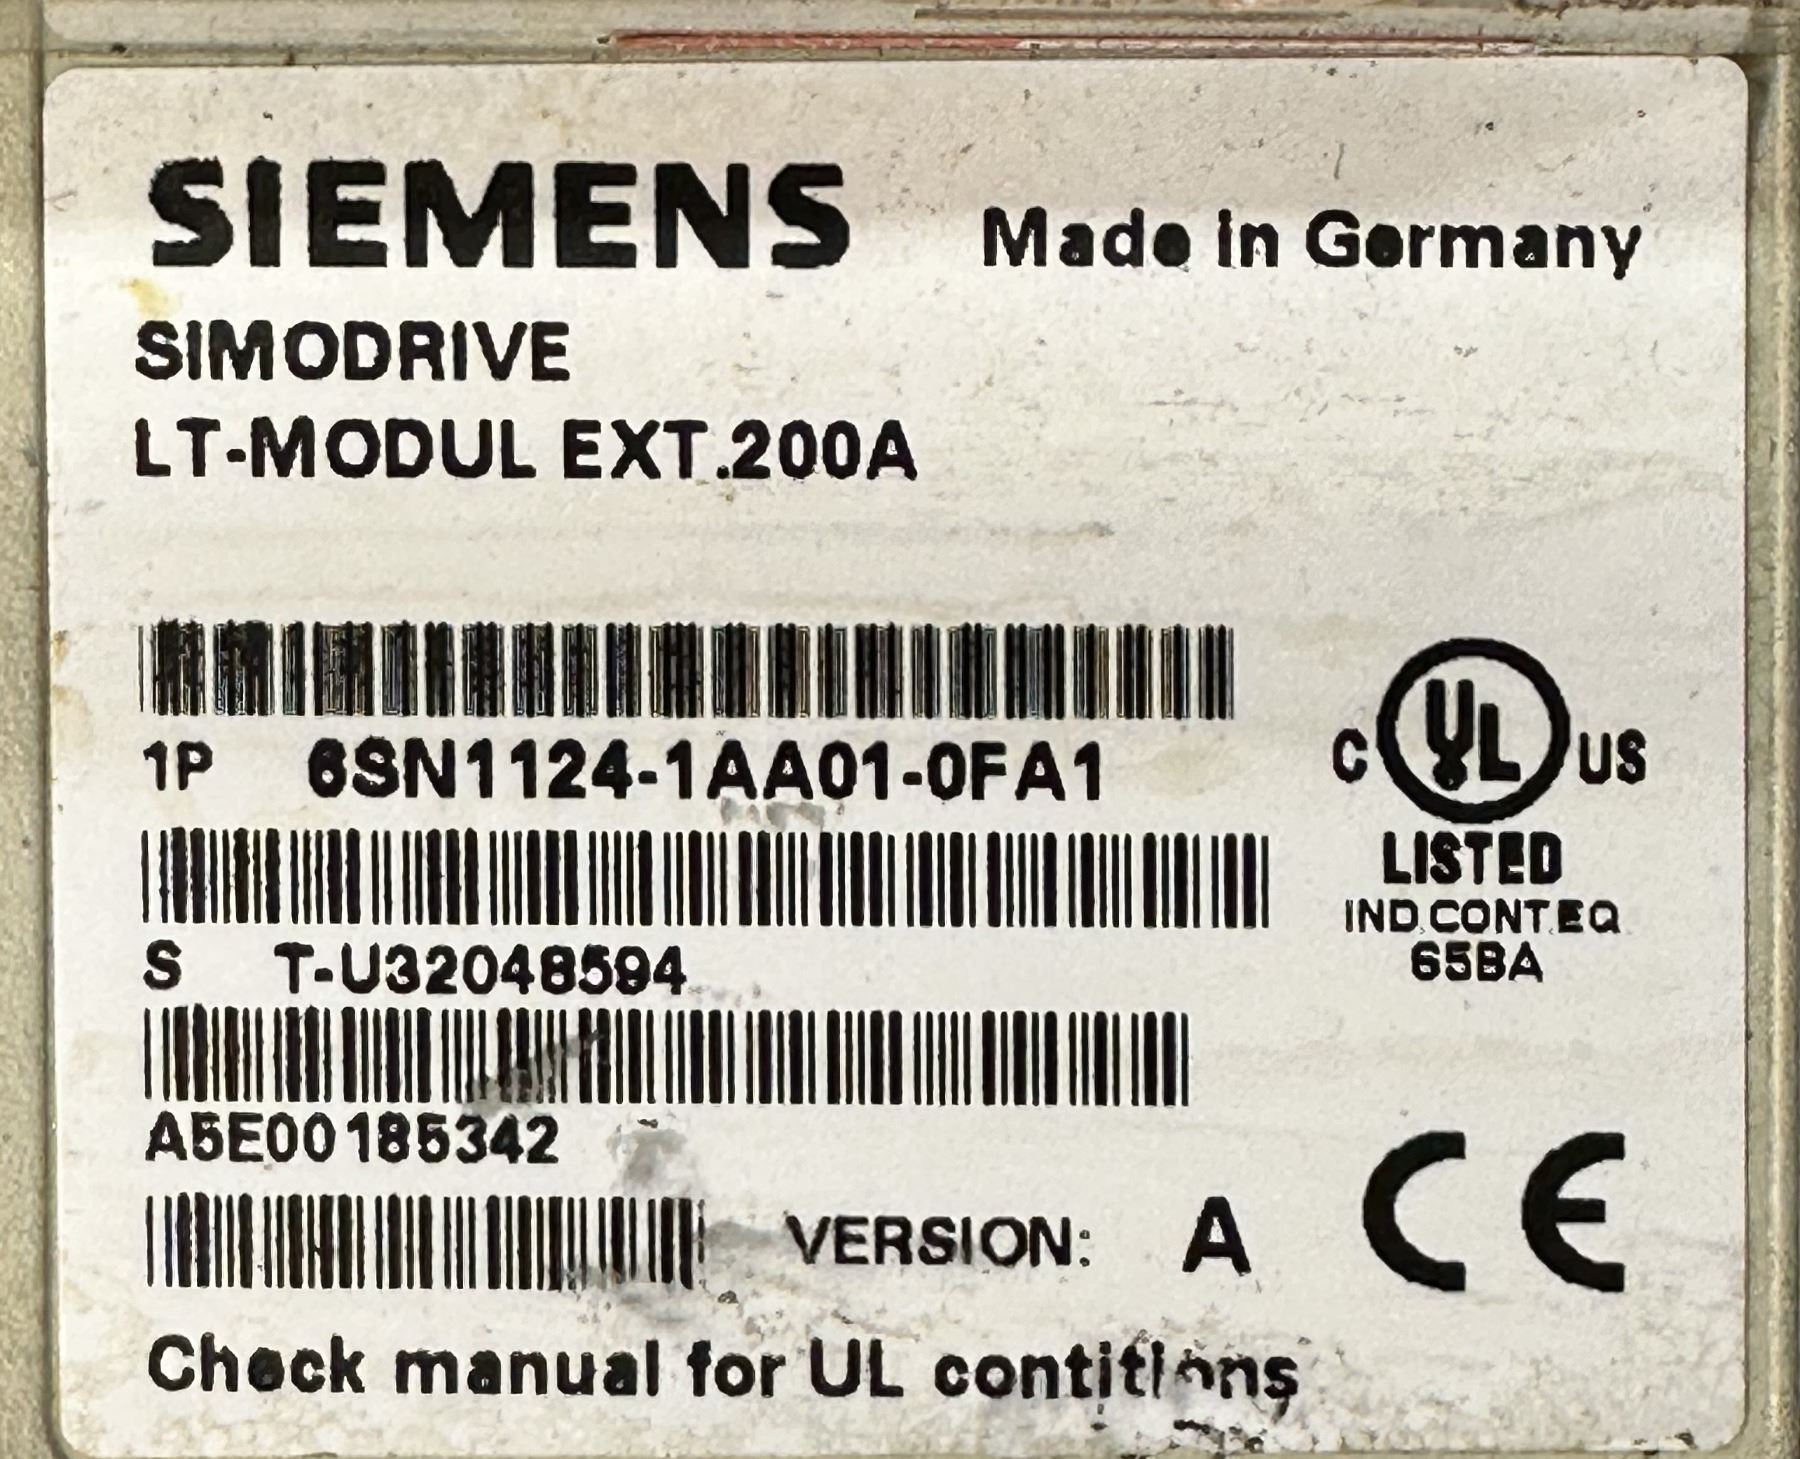 SIEMENS Made in Germany
SIMODRIVE
LT-MODUL EXT.200A
1P 6SN1124-1AA01-0FA1
C UL US
LISTED
IND.CONT.EQ
65BA
S T-U32048594
A5E00185342
VERSION: A CE
Check manual for UL contitions